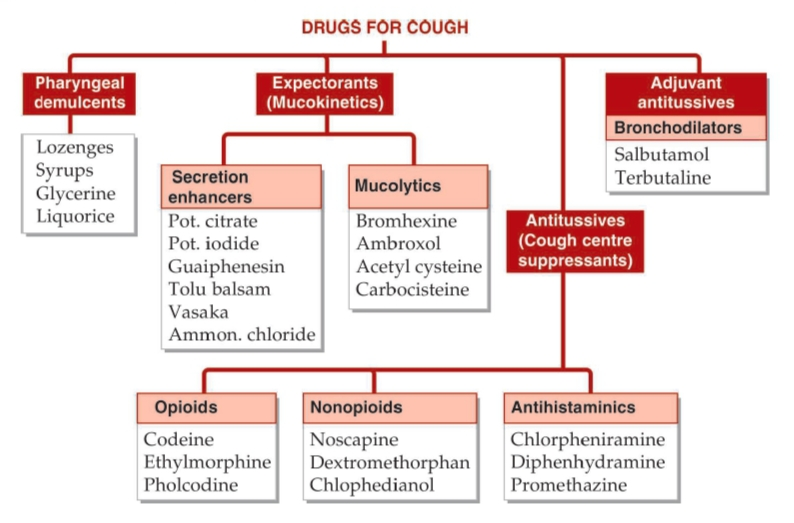 DRUGS FOR COUGH
Pharyngeal
demulcents
Lozenges
Syrups
Glycerine
Liquorice
Expectorants
(Mucokinetics)
Secretion
enhancers
Pot. citrate
Pot. iodide
Guaiphenesin
Tolu balsam
Vasaka
Ammon. chloride
Mucolytics
Bromhexine
Ambroxol
Acetyl cysteine
Carbocisteine
Antitussives
(Cough centre
suppressants)
Opioids
Codeine
Ethylmorphine
Pholcodine
Nonopioids
Noscapine
Dextromethorphan
Chlophedianol
Antihistaminics
Chlorpheniramine
Diphenhydramine
Promethazine
Adjuvant
antitussives
Bronchodilators
Salbutamol
Terbutaline